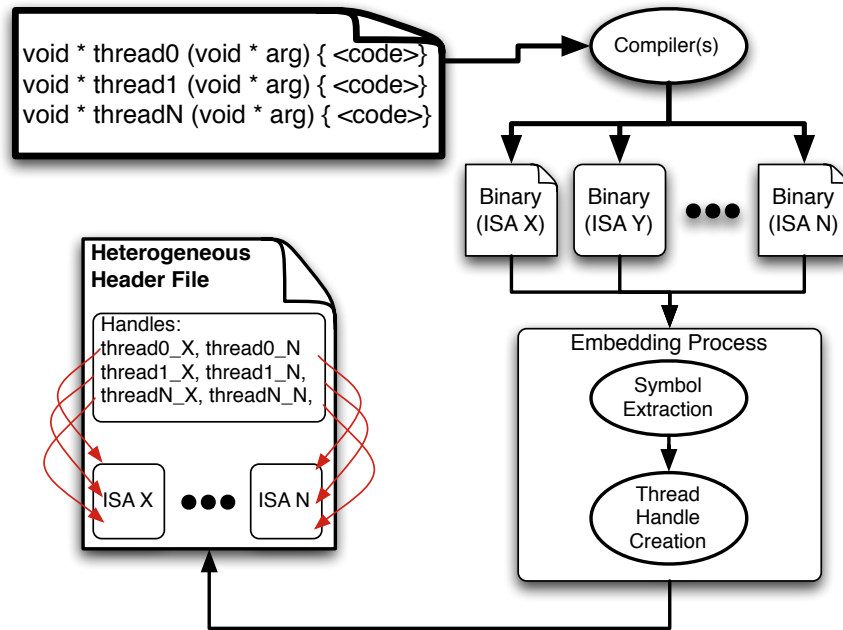 void * thread0 (void * arg) { <code>}
void * thread1 (void * arg) { <code>}
void * threadN (void * arg) { <code>}
Compiler(s)
Binary
(ISA X)
Binary
(ISA Y)
Binary
(ISA N)
Heterogeneous
Header File
Handles:
thread0_X, thread0_N
thread1_X, thread1_N,
threadN_X, threadN_N,
ISA X
ISA N
Embedding Process
Symbol
Extraction
Thread
Handle
Creation